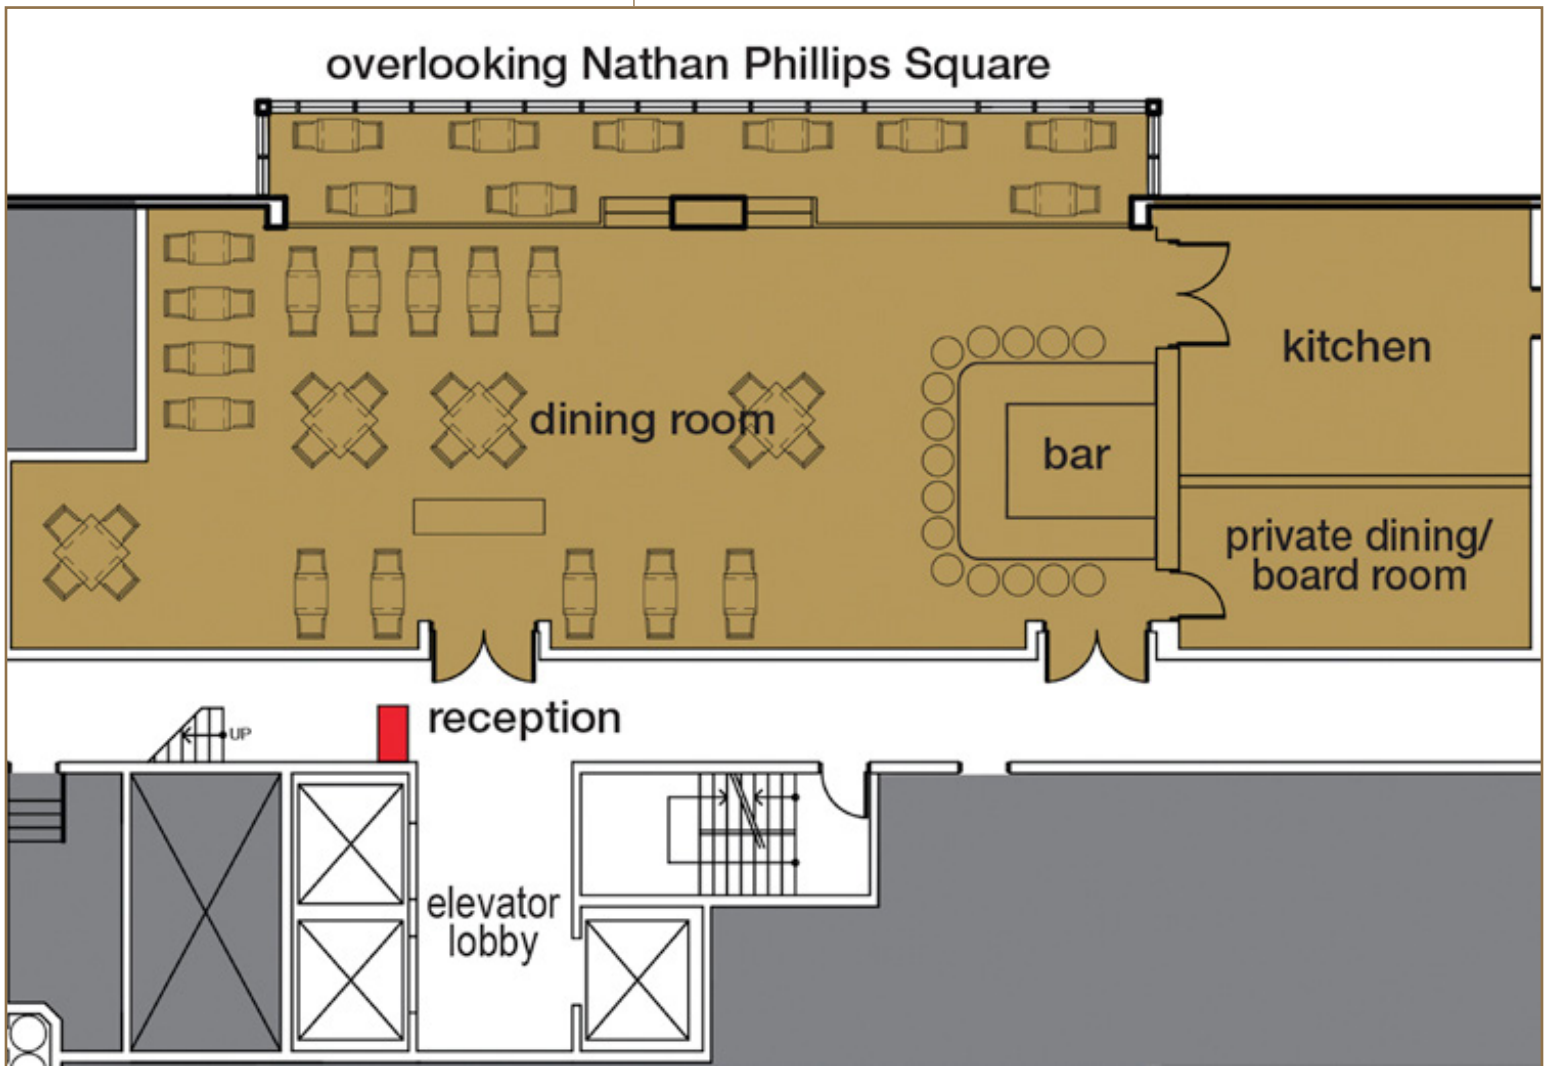 overlooking Nathan Phillips Square
kitchen
dining room
bar
private dining/
board room
reception
UP
elevator
lobby